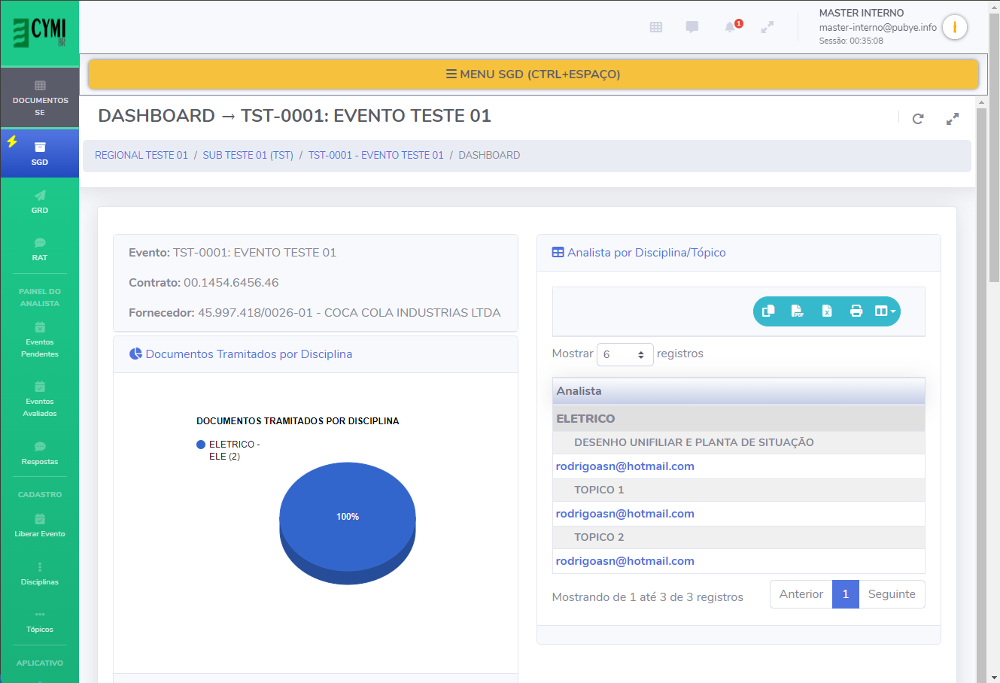 CYMI
BR
DOCUMENTOS
SE
SGD
GRD
RAT
PAINEL DO
ANALISTA
Eventos
Pendentes
Eventos
Avaliados
Respostas
CADASTRO
Liberar Evento
Disciplinas
Tópicos
APLICATIVO
1
MASTER INTERNO
master-interno@pubye.info
Sessão: 00:35:08
MENU SGD (CTRL+ESPAÇO)
DASHBOARD → TST-0001: EVENTO TESTE 01
REGIONAL TESTE 01 / SUB TESTE 01 (TST) / TST-0001 - EVENTO TESTE 01 / DASHBOARD
Evento: TST-0001: EVENTO TESTE 01
Contrato: 00.1454.6456.46
Fornecedor: 45.997.418/0026-01 - COCA COLA INDUSTRIAS LTDA
Documentos Tramitados por Disciplina
DOCUMENTOS TRAMITADOS POR DISCIPLINA
ELETRICO -
ELE (2)
100%
Analista por Disciplina/Tópico
PDF
X
Mostrar 6 registros
Analista
ELETRICO
DESENHO UNIFILIAR E PLANTA DE SITUAÇÃO
rodrigoasn@hotmail.com
TOPICO 1
rodrigoasn@hotmail.com
TOPICO 2
rodrigoasn@hotmail.com
Mostrando de 1 até 3 de 3 registros
Anterior 1 Seguinte